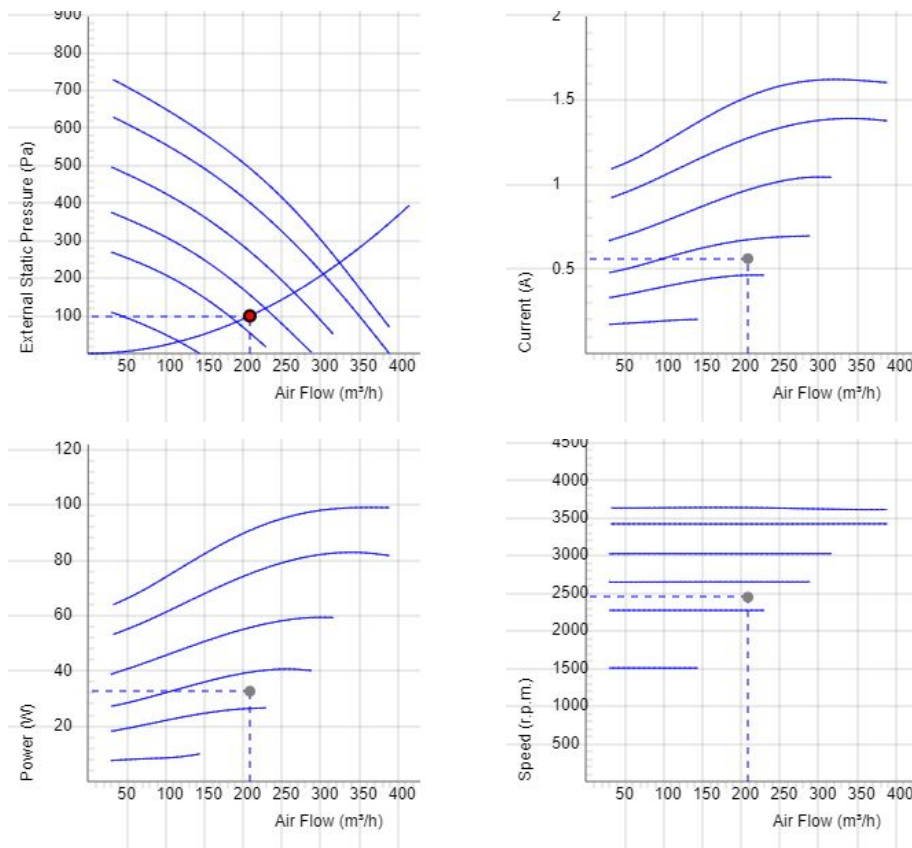 900
800
700
600
500
400
300
200
100
50 100 150 200 250 300 350 400
External Static Pressure (Pa)
Air Flow (m³/h)
2
1.5
1
0.5
50 100 150 200 250 300 350 400
Current (A)
Air Flow (m³/h)
120
100
80
60
40
20
50 100 150 200 250 300 350 400
Power (W)
Air Flow (m³/h)
4500
4000
3500
3000
2500
2000
1500
500
50 100 150 200 250 300 350 400
Speed (r.p.m.)
Air Flow (m³/h)